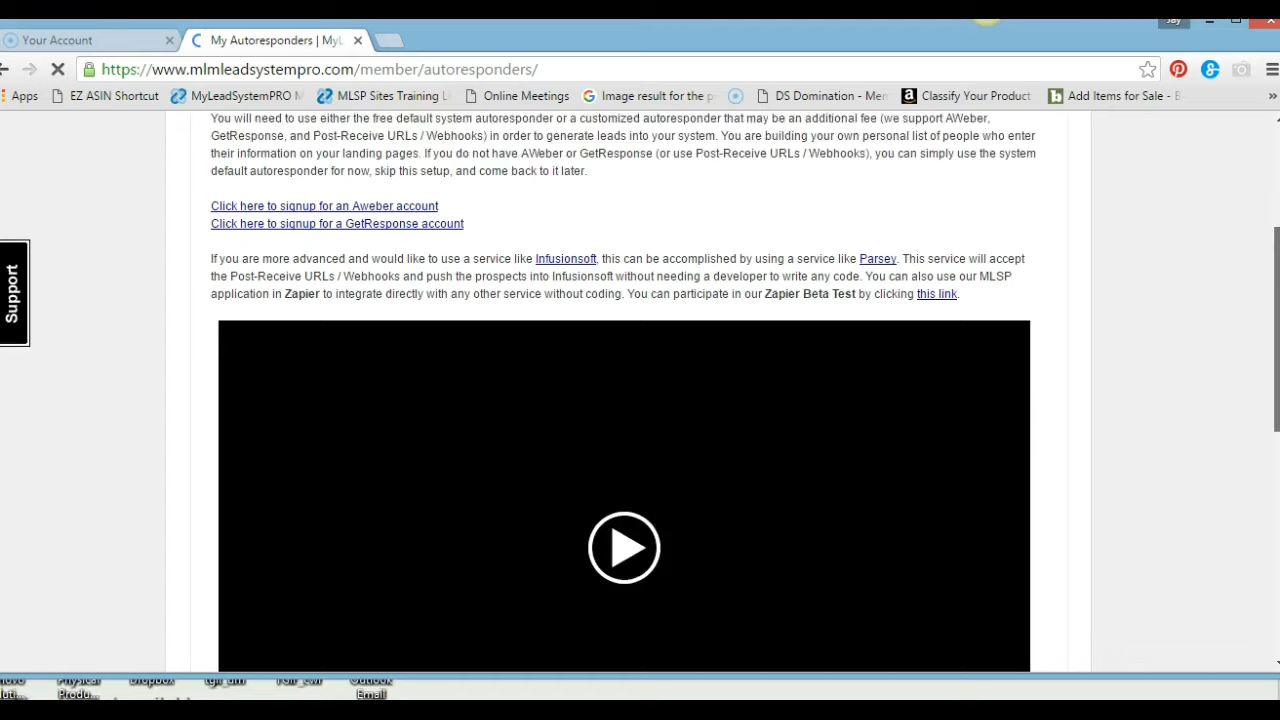 Jay
Your Account
My Autoresponders | MyL
https://www.mlmleadsystempro.com/member/autoresponders/
Apps EZ ASIN Shortcut MyLeadSystemPRO M MLSP Sites Training Li Online Meetings Image result for the p DS Domination - Mem Classify Your Product Add Items for Sale - B »
You will need to use either the free default system autoresponder or a customized autoresponder that may be an additional fee (we support AWeber,
GetResponse, and Post-Receive URLs / Webhooks) in order to generate leads into your system. You are building your own personal list of people who enter
their information on your landing pages. If you do not have AWeber or GetResponse (or use Post-Receive URLs / Webhooks), you can simply use the system
default autoresponder for now, skip this setup, and come back to it later.
Click here to signup for an Aweber account
Click here to signup for a GetResponse account
If you are more advanced and would like to use a service like Infusionsoft, this can be accomplished by using a service like Parsey. This service will accept
the Post-Receive URLs / Webhooks and push the prospects into Infusionsoft without needing a developer to write any code. You can also use our MLSP
application in Zapier to integrate directly with any other service without coding. You can participate in our Zapier Beta Test by clicking this link.
Support
Physical Dropbox Outlook
Produ... Email